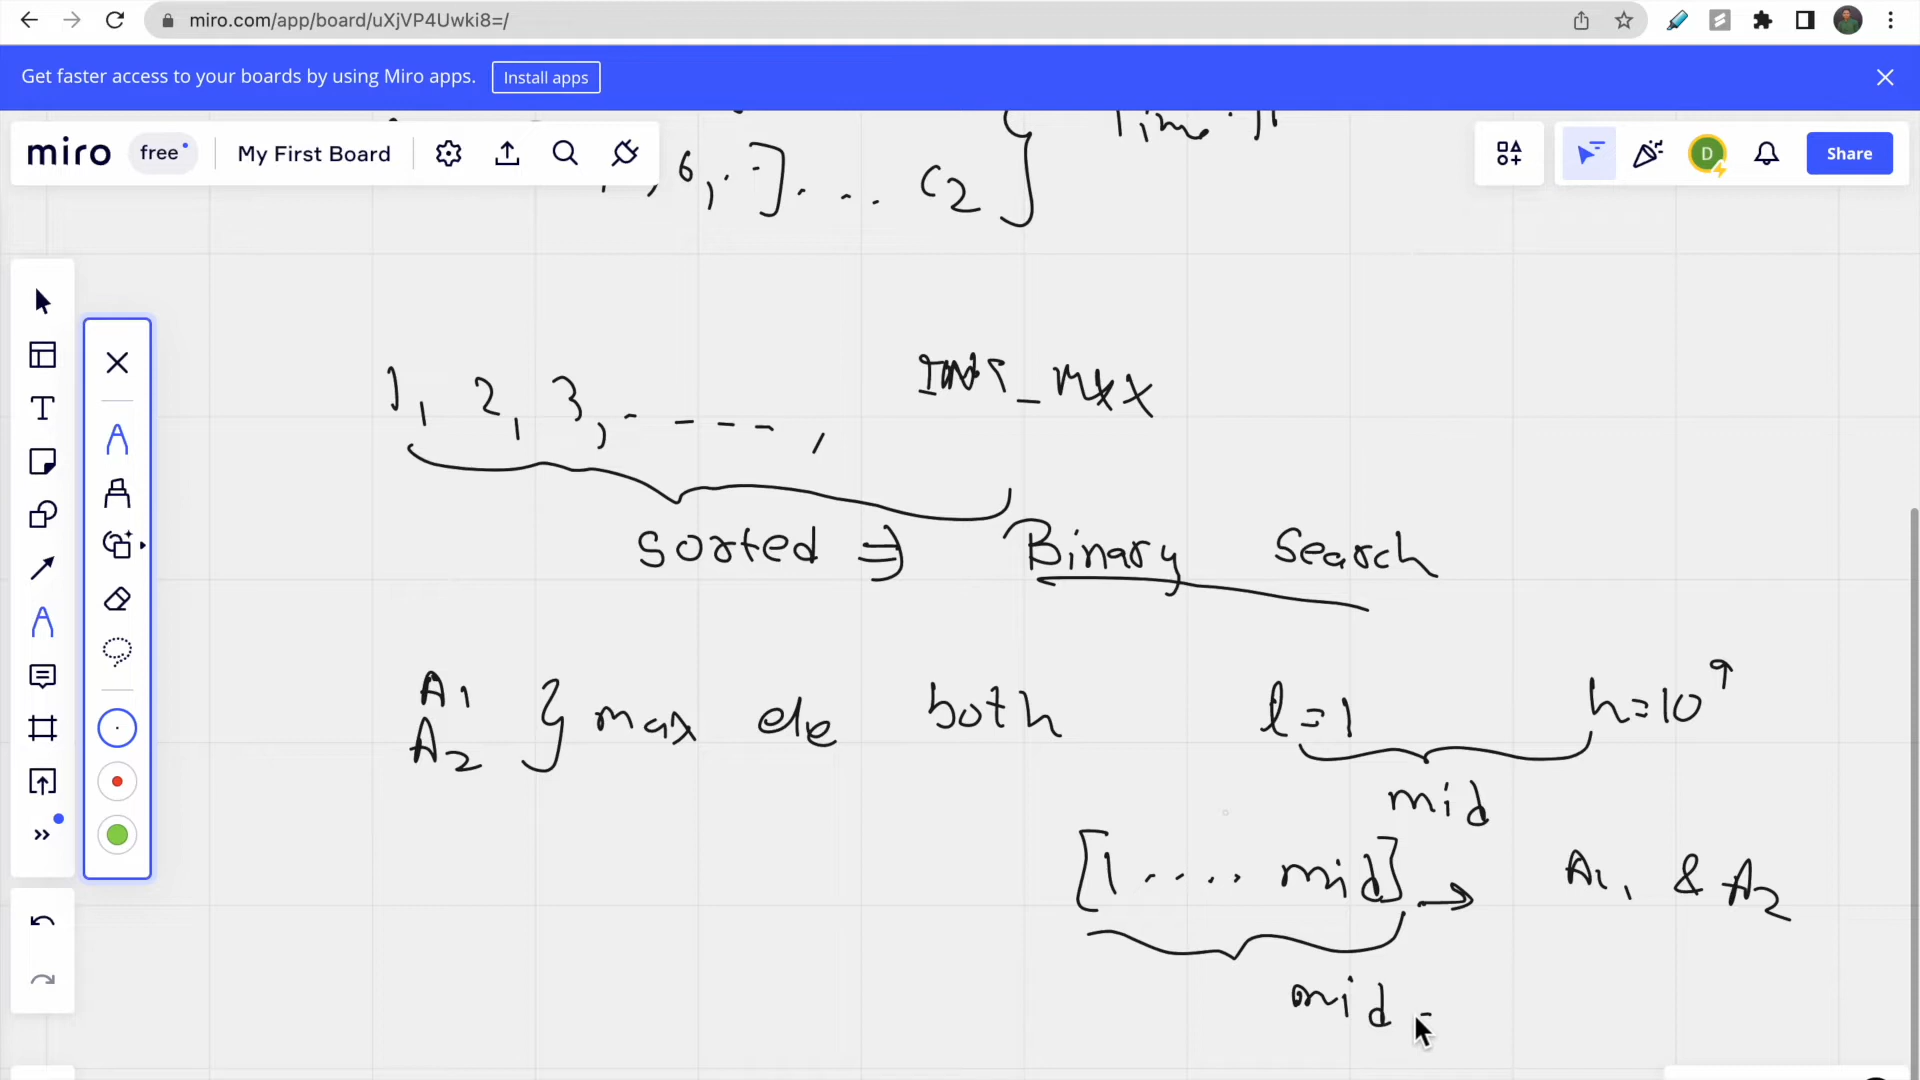 miro.com/app/board/uXjVP4Uwki8=/
Get faster access to your boards by using Miro apps. Install apps
miro free My First Board Share
D
6, . -] . . . . C2 }
1, 2, 3, - - - - , INT_MAX
Sorted ⇒ Binary Search
A1
A2 } max ele both l=1 h=10⁹
mid
[1 . . . . mid] → A1, & A2
mid -